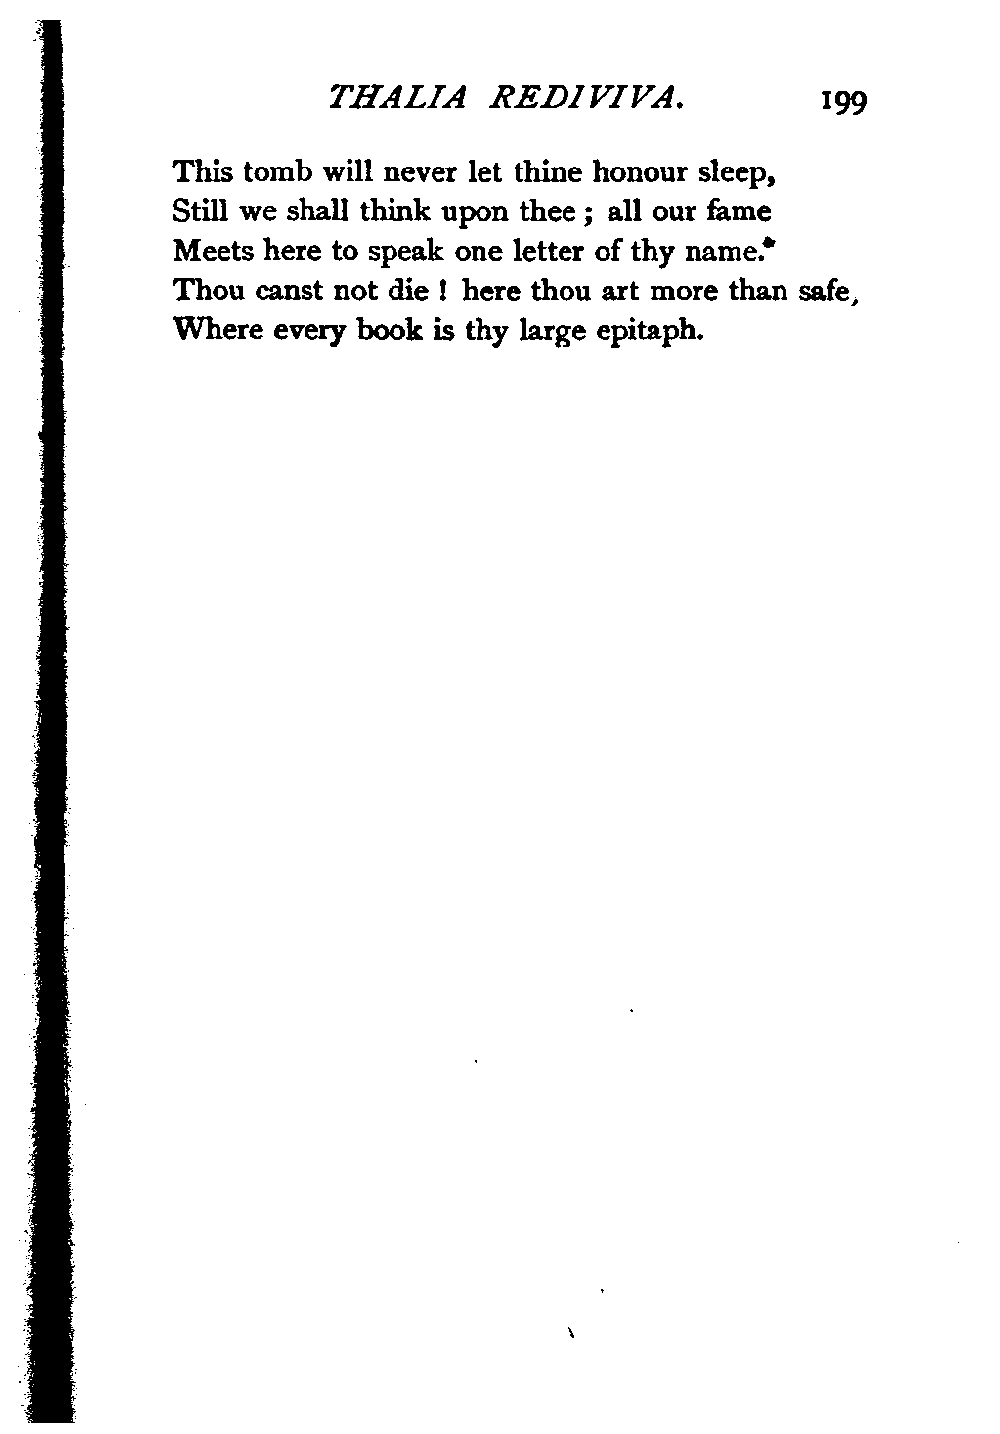 THALIA REDIVIVA. 199
This tomb will never let thine honour sleep,
Still we shall think upon thee ; all our fame
Meets here to speak one letter of thy name.*
Thou canst not die ! here thou art more than safe,
Where every book is thy large epitaph.